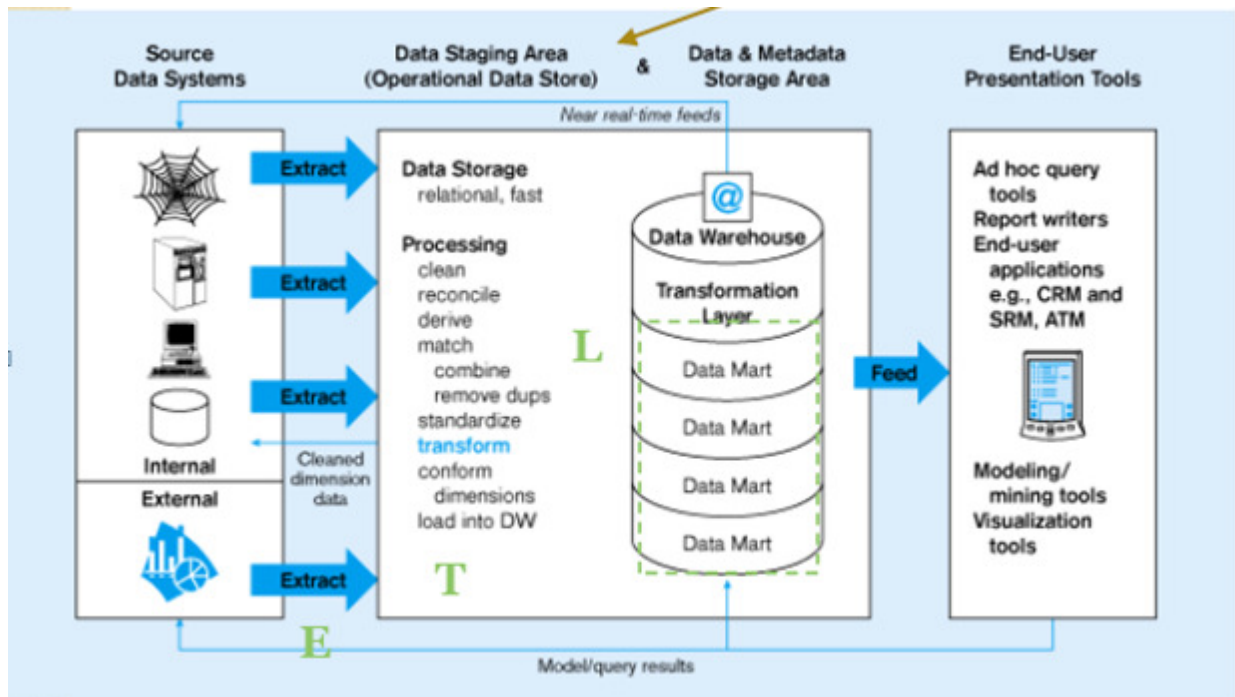 Source
Data Systems
Data Staging Area
(Operational Data Store)
&
Data & Metadata
Storage Area
End-User
Presentation Tools
Near real-time feeds
Extract
Extract
Extract
Extract
Internal
External
Cleaned
dimension
data
Data Storage
relational, fast
Processing
clean
reconcile
derive
match
combine
remove dups
standardize
transform
conform
dimensions
load into DW
E
T
L
@
Data Warehouse
Transformation
Layer
Data Mart
Data Mart
Data Mart
Data Mart
Feed
Ad hoc query
tools
Report writers
End-user
applications
e.g., CRM and
SRM, ATM
Modeling/
mining tools
Visualization
tools
Model/query results